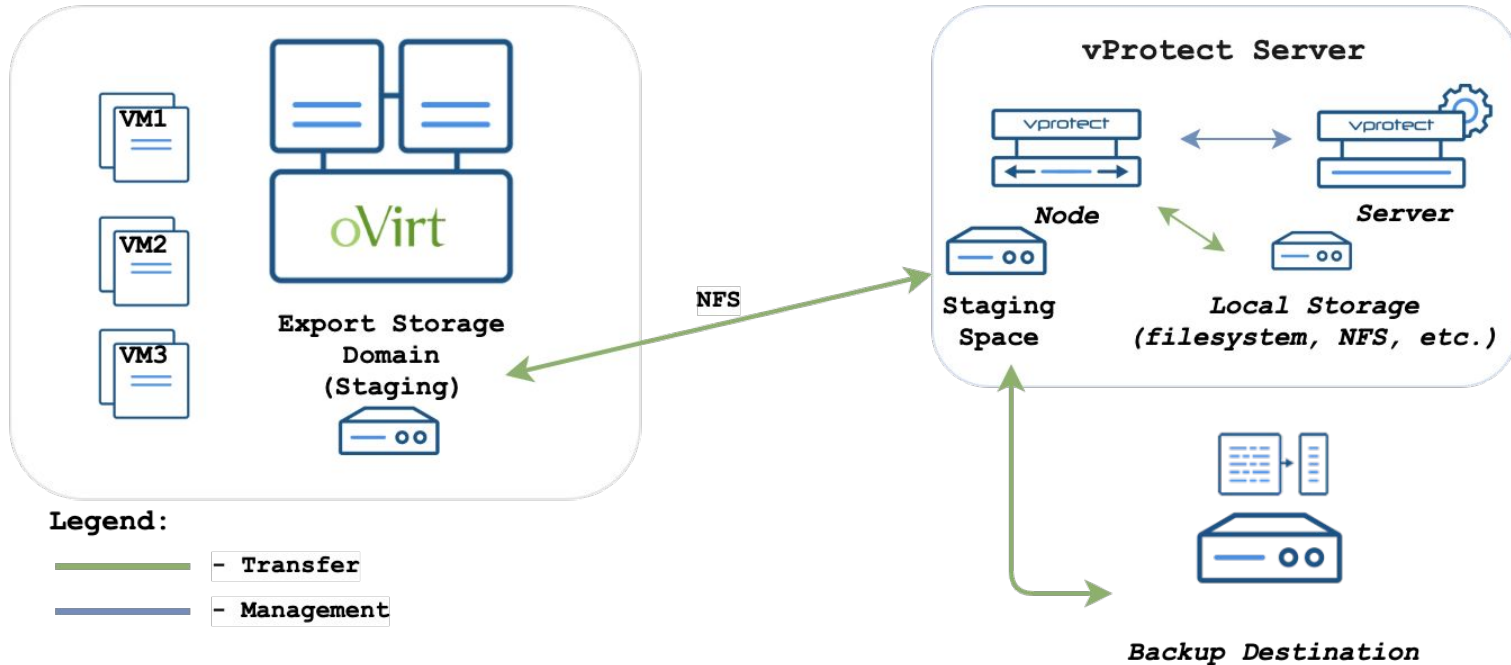 VM1
VM2
VM3
oVirt
Export Storage
Domain
(Staging)
NFS
vProtect Server
vprotect
vprotect
Node
Server
Staging
Space
Local Storage
(filesystem, NFS, etc.)
Legend:
- Transfer
- Management
Backup Destination